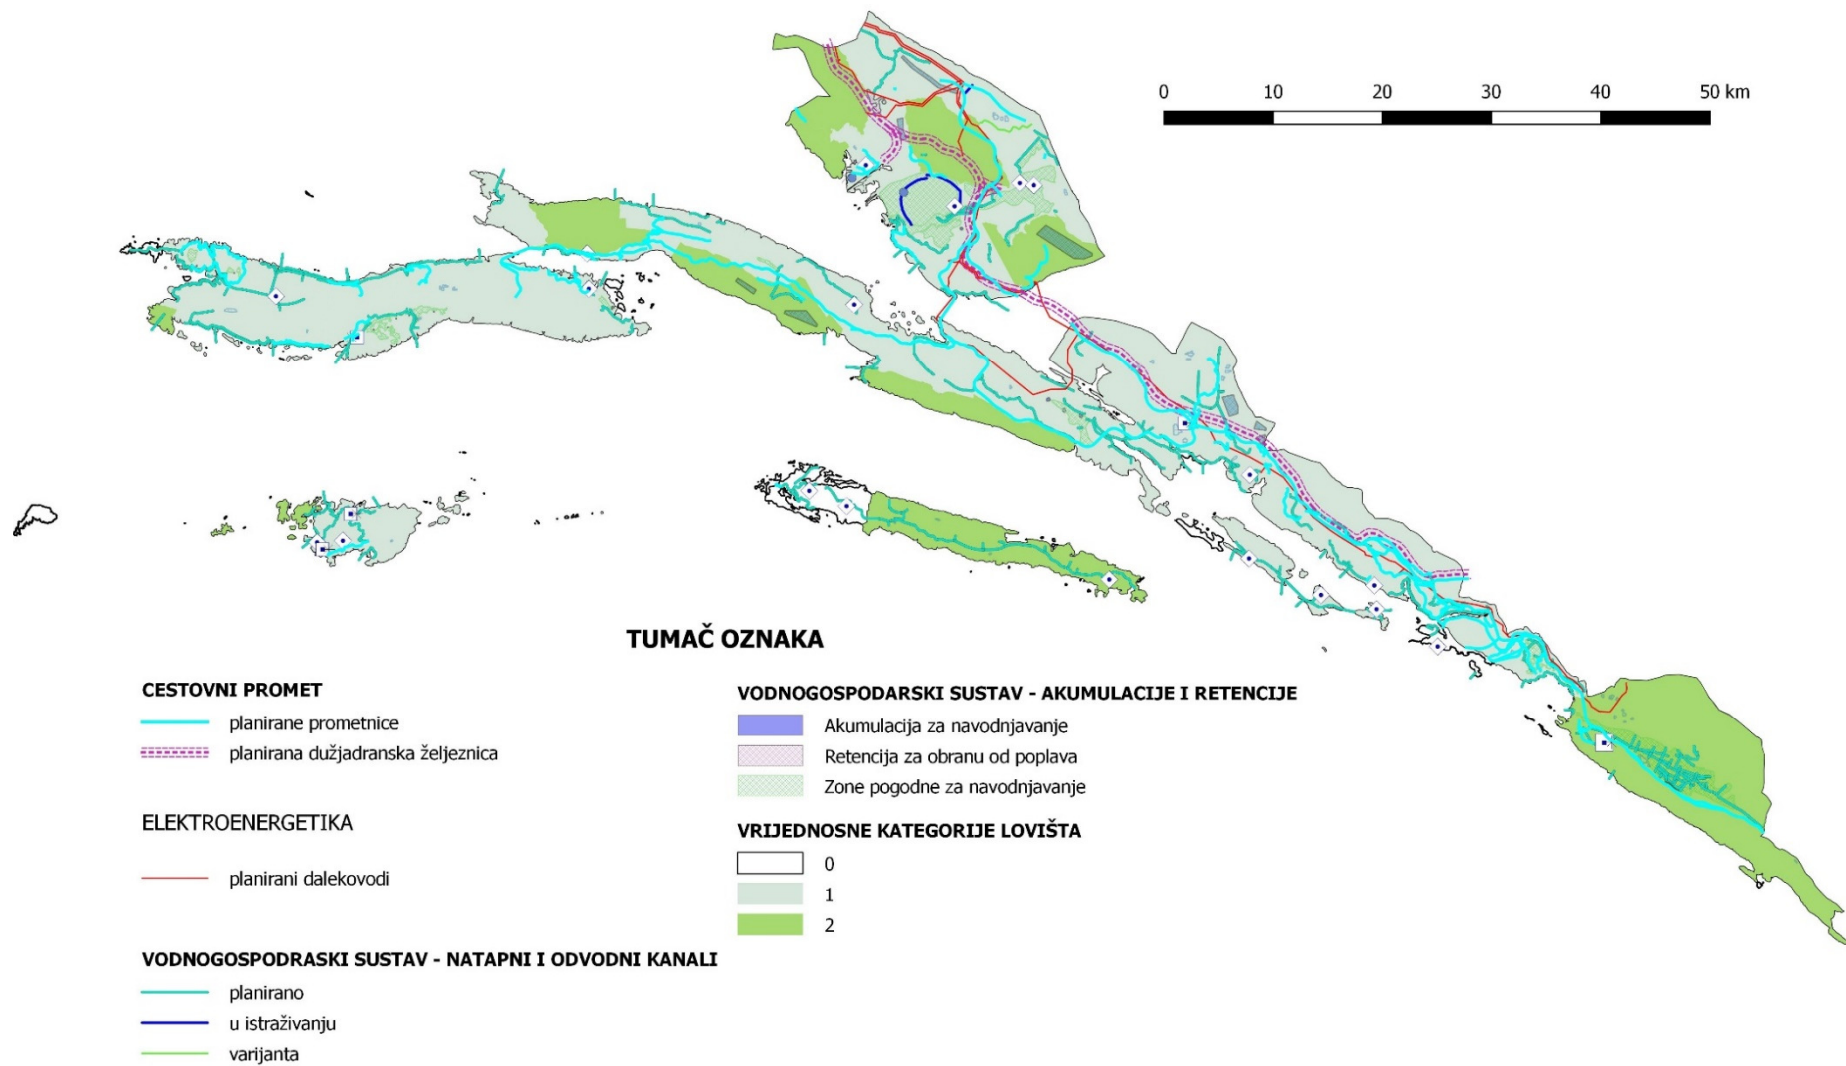 0 10 20 30 40 50 km
TUMAČ OZNAKA
CESTOVNI PROMET
planirane prometnice
planirana dužjadranska željeznica
ELEKTROENERGETIKA
planirani dalekovodi
VODNOGOSPODRASKI SUSTAV - NATAPNI I ODVODNI KANALI
planirano
u istraživanju
varijanta
VODNOGOSPODARSKI SUSTAV - AKUMULACIJE I RETENCIJE
Akumulacija za navodnjavanje
Retencija za obranu od poplava
Zone pogodne za navodnjavanje
VRIJEDNOSNE KATEGORIJE LOVIŠTA
0
1
2